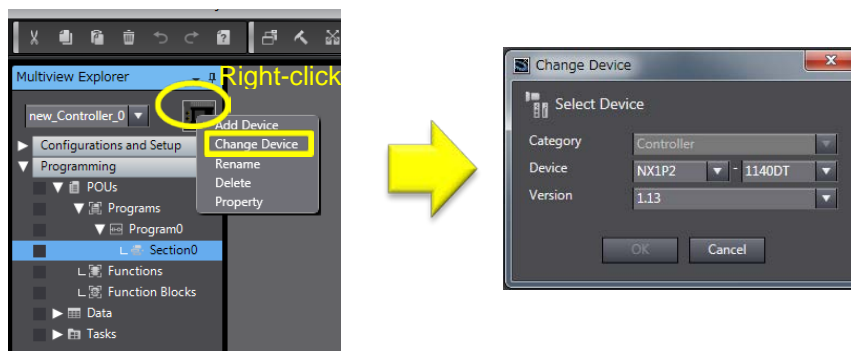 Multiview Explorer
Right-click
new_Controller_0
Add Device
Change Device
Rename
Delete
Property
Configurations and Setup
Programming
POUs
Programs
Program0
Section0
Functions
Function Blocks
Data
Tasks
Change Device
Select Device
Category Controller
Device NX1P2 - 1140DT
Version 1.13
OK Cancel